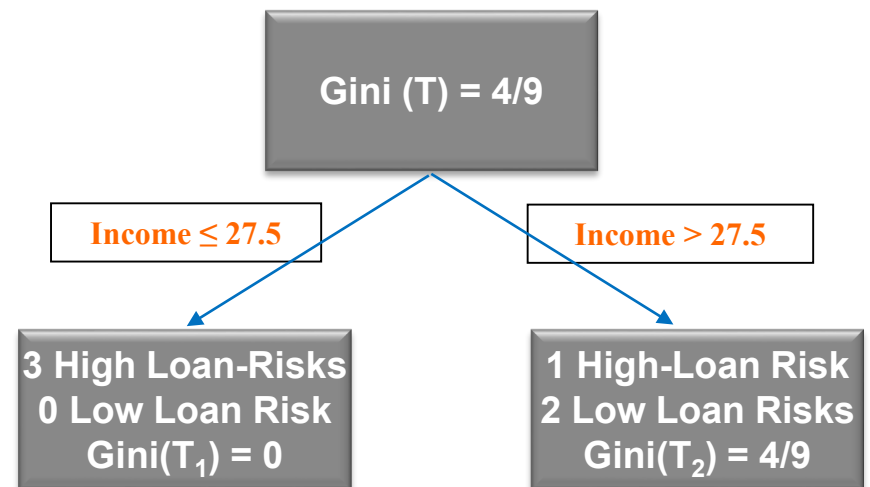 Gini (T) = 4/9
Income ≤ 27.5
Income > 27.5
3 High Loan-Risks
0 Low Loan Risk
Gini(T₁) = 0
1 High-Loan Risk
2 Low Loan Risks
Gini(T₂) = 4/9